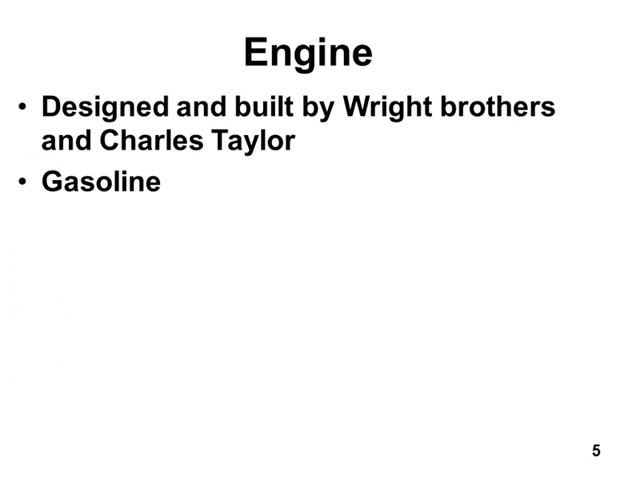 Engine
• Designed and built by Wright brothers
and Charles Taylor
• Gasoline
5